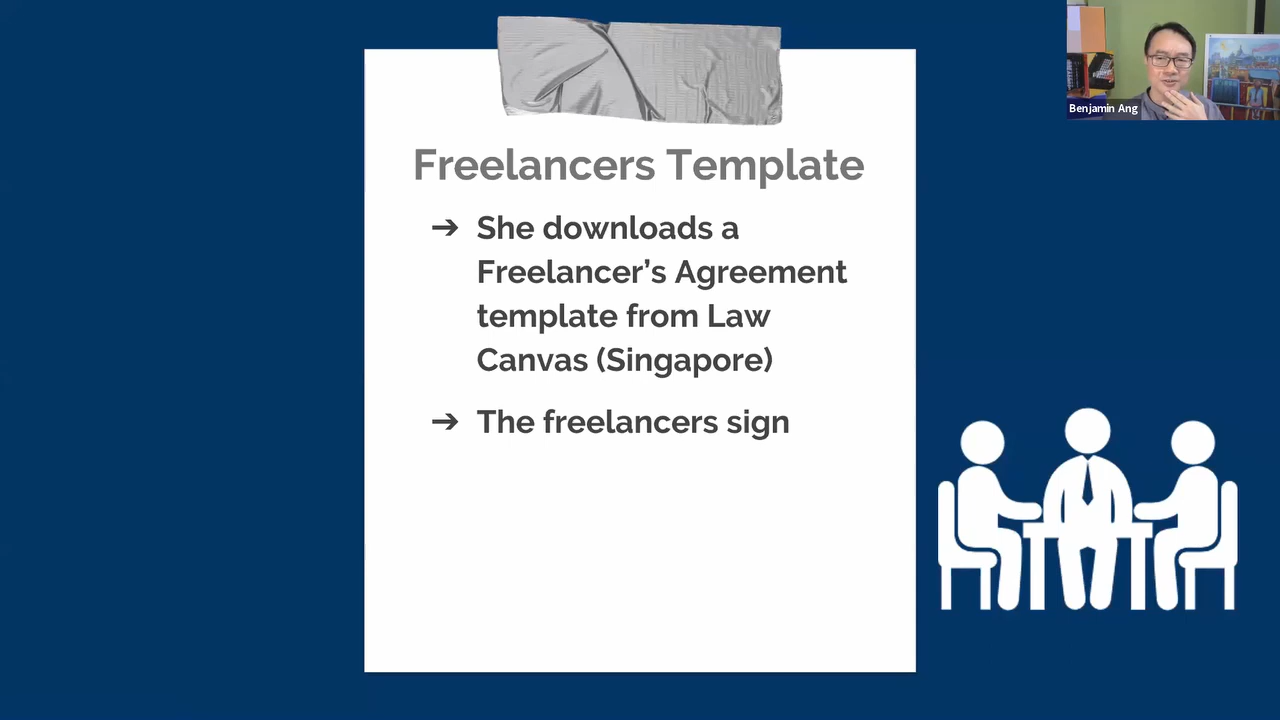 Benjamin Ang
Freelancers Template
➔ She downloads a
Freelancer’s Agreement
template from Law
Canvas (Singapore)
➔ The freelancers sign